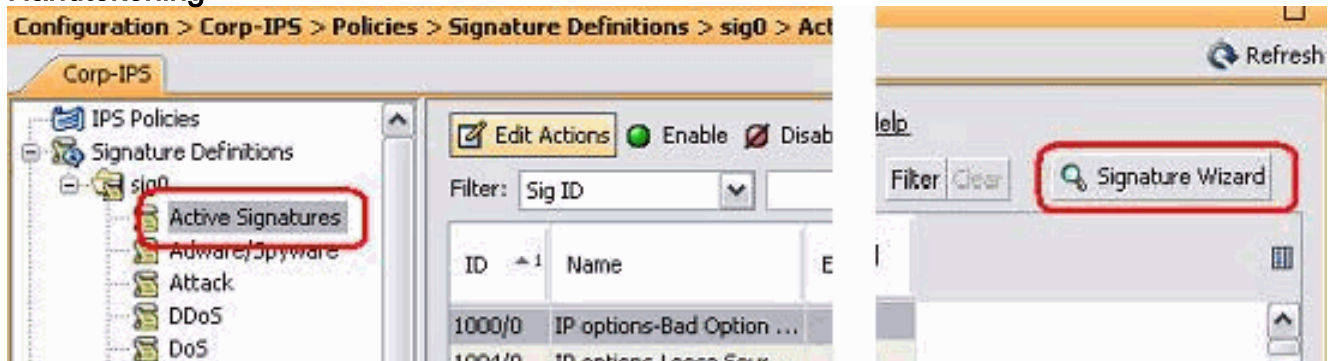 Configuration > Corp-IPS > Policies > Signature Definitions > sig0 >
Refresh
Corp-IPS
IPS Policies
Signature Definitions
sig0
Active Signatures
Adware/Spyware
Attack
DDoS
DoS
Help
Edit Actions Enable
Filter: Sig ID
Filter Clear
Signature Wizard
ID 1 Name
1000/0 IP options-Bad Option ...